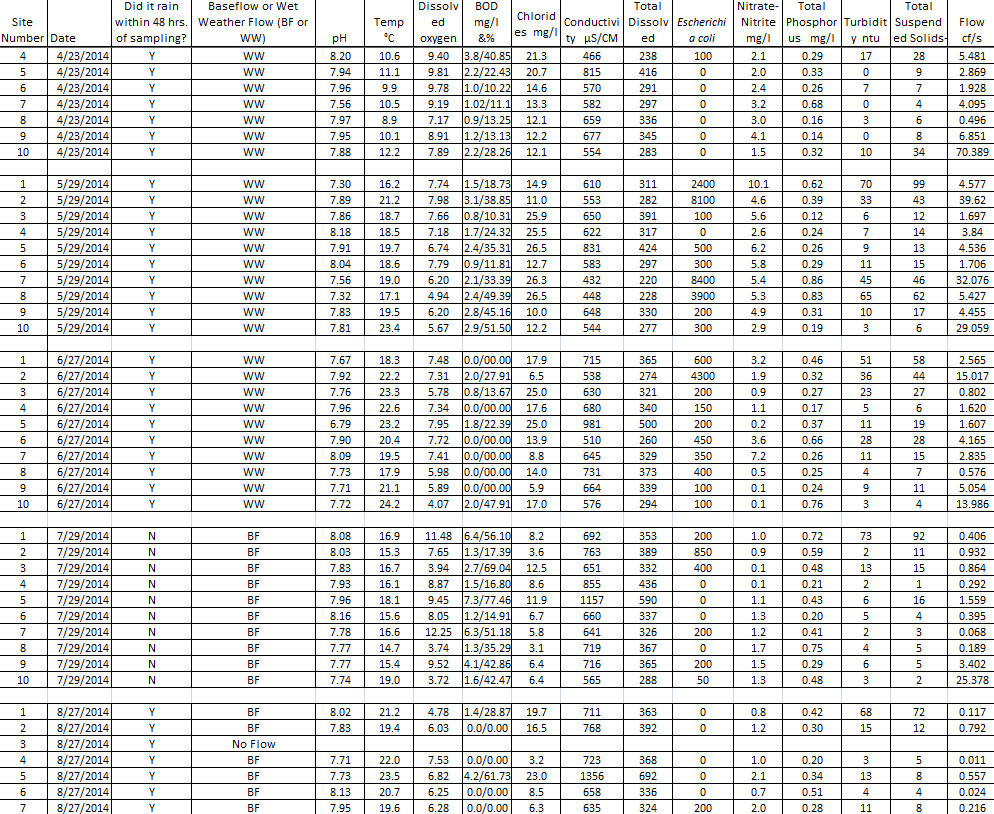 Site Number Date Did it rain within 48 hrs. of sampling? Baseflow or Wet Weather Flow (BF or WW) pH Temp °C Dissolv ed oxygen BOD mg/l &% Chlorid es mg/l Conductivi ty µS/CM Total Dissolv ed Escherichi a coli Nitrate- Nitrite mg/l Total Phosphor us mg/l Turbidit y ntu Total Suspend ed Solids- Flow cf/s
4 4/23/2014 Y WW 8.20 10.6 9.40 3.8/40.85 21.3 466 238 100 2.1 0.29 17 28 5.481
5 4/23/2014 Y WW 7.94 11.1 9.81 2.2/22.43 20.7 815 416 0 2.0 0.33 0 9 2.869
6 4/23/2014 Y WW 7.96 9.9 9.78 1.0/10.22 14.6 570 291 0 2.4 0.26 7 7 1.928
7 4/23/2014 Y WW 7.56 10.5 9.19 1.02/11.1 13.3 582 297 0 3.2 0.68 0 4 4.095
8 4/23/2014 Y WW 7.97 8.9 7.17 0.9/13.25 12.1 659 336 0 3.0 0.16 3 6 0.496
9 4/23/2014 Y WW 7.95 10.1 8.91 1.2/13.13 12.2 677 345 0 4.1 0.14 0 8 6.851
10 4/23/2014 Y WW 7.88 12.2 7.89 2.2/28.26 12.1 554 283 0 1.5 0.32 10 34 70.389
1 5/29/2014 Y WW 7.30 16.2 7.74 1.5/18.73 14.9 610 311 2400 10.1 0.62 70 99 4.577
2 5/29/2014 Y WW 7.89 21.2 7.98 3.1/38.85 11.0 553 282 8100 4.6 0.39 33 43 39.62
3 5/29/2014 Y WW 7.86 18.7 7.66 0.8/10.31 25.9 650 391 100 5.6 0.12 6 12 1.697
4 5/29/2014 Y WW 8.18 18.5 7.18 1.7/24.32 25.5 622 317 0 2.6 0.24 7 14 3.84
5 5/29/2014 Y WW 7.91 19.7 6.74 2.4/35.31 26.5 831 424 500 6.2 0.26 9 13 4.536
6 5/29/2014 Y WW 8.04 18.6 7.79 0.9/11.81 12.7 583 297 300 5.8 0.29 11 15 1.706
7 5/29/2014 Y WW 7.56 19.0 6.20 2.1/33.39 26.3 432 220 8400 5.4 0.86 45 46 32.076
8 5/29/2014 Y WW 7.32 17.1 4.94 2.4/49.39 26.5 448 228 3900 5.3 0.83 65 62 5.427
9 5/29/2014 Y WW 7.83 19.5 6.20 2.8/45.16 10.0 648 330 200 4.9 0.31 10 17 4.455
10 5/29/2014 Y WW 7.81 23.4 5.67 2.9/51.50 12.2 544 277 300 2.9 0.19 3 6 29.059
1 6/27/2014 Y WW 7.67 18.3 7.48 0.0/00.00 17.9 715 365 600 3.2 0.46 51 58 2.565
2 6/27/2014 Y WW 7.92 22.2 7.31 2.0/27.91 6.5 538 274 4300 1.9 0.32 36 44 15.017
3 6/27/2014 Y WW 7.76 23.3 5.78 0.8/13.67 25.0 630 321 200 0.9 0.27 23 27 0.802
4 6/27/2014 Y WW 7.96 22.6 7.34 0.0/00.00 17.6 680 340 150 1.1 0.17 5 6 1.620
5 6/27/2014 Y WW 6.79 23.2 7.95 1.8/22.39 25.0 981 500 200 0.2 0.37 11 19 1.607
6 6/27/2014 Y WW 7.90 20.4 7.72 0.0/00.00 13.9 510 260 450 3.6 0.66 28 28 4.165
7 6/27/2014 Y WW 8.09 19.5 7.41 0.0/00.00 8.8 645 329 350 7.2 0.26 11 15 2.835
8 6/27/2014 Y WW 7.73 17.9 5.98 0.0/00.00 14.0 731 373 400 0.5 0.25 4 7 0.576
9 6/27/2014 Y WW 7.71 21.1 5.89 0.0/00.00 5.9 664 339 100 0.1 0.24 9 11 5.054
10 6/27/2014 Y WW 7.72 24.2 4.07 2.0/47.91 17.0 576 294 100 0.1 0.76 3 4 13.986
1 7/29/2014 N BF 8.08 16.9 11.48 6.4/56.10 8.2 692 353 200 1.0 0.72 73 92 0.406
2 7/29/2014 N BF 8.03 15.3 7.65 1.3/17.39 3.6 763 389 850 0.9 0.59 2 11 0.932
3 7/29/2014 N BF 7.83 16.7 3.94 2.7/69.04 12.5 651 332 400 0.1 0.48 13 15 0.864
4 7/29/2014 N BF 7.93 16.1 8.87 1.5/16.80 8.6 855 436 0 0.1 0.21 2 1 0.292
5 7/29/2014 N BF 7.96 18.1 9.45 7.3/77.46 11.9 1157 590 0 1.1 0.43 6 16 1.559
6 7/29/2014 N BF 8.16 15.6 8.05 1.2/14.91 6.7 660 337 0 1.3 0.20 5 4 0.395
7 7/29/2014 N BF 7.78 16.6 12.25 6.3/51.18 5.8 641 326 200 1.2 0.41 2 3 0.068
8 7/29/2014 N BF 7.77 14.7 3.74 1.3/35.29 3.1 719 367 0 1.7 0.75 4 5 0.189
9 7/29/2014 N BF 7.77 15.4 9.52 4.1/42.86 6.4 716 365 200 1.5 0.29 6 5 3.402
10 7/29/2014 N BF 7.74 19.0 3.72 1.6/42.47 6.4 565 288 50 1.3 0.48 3 2 25.378
1 8/27/2014 Y BF 8.02 21.2 4.78 1.4/28.87 19.7 711 363 0 0.8 0.42 68 72 0.117
2 8/27/2014 Y BF 7.83 19.4 6.03 0.0/0.00 16.5 768 392 0 1.2 0.30 15 12 0.792
3 8/27/2014 Y No Flow
4 8/27/2014 Y BF 7.71 22.0 7.53 0.0/0.00 3.2 723 368 0 1.0 0.20 3 5 0.011
5 8/27/2014 Y BF 7.73 23.5 6.82 4.2/61.73 23.0 1356 692 0 2.1 0.34 13 8 0.557
6 8/27/2014 Y BF 8.13 20.7 6.25 0.0/0.00 8.5 658 336 0 0.7 0.51 4 4 0.024
7 8/27/2014 Y BF 7.95 19.6 6.28 0.0/0.00 6.3 635 324 200 2.0 0.28 11 8 0.216